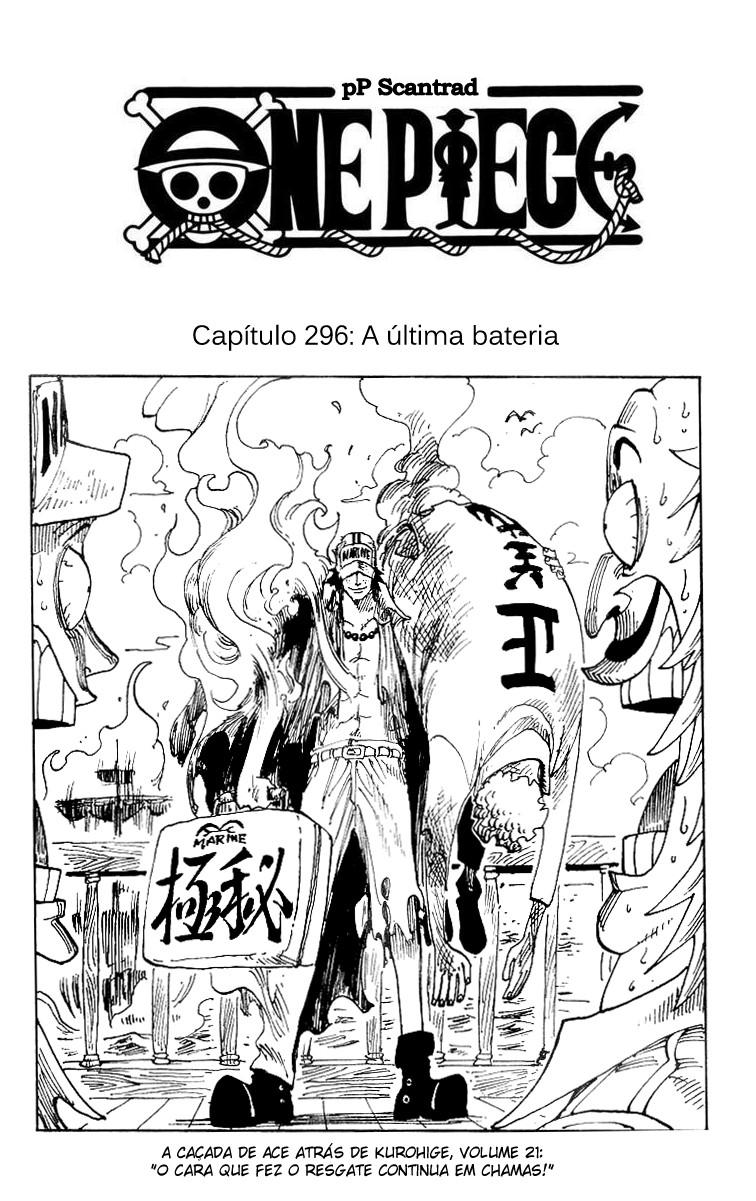 pP Scantrad
ONE PIECE
Capítulo 296: A última bateria
N
MARINE
MARINE
極秘
A CAÇADA DE ACE ATRÁS DE KUROHIGE, VOLUME 21:
"O CARA QUE FEZ O RESGATE CONTINUA EM CHAMAS!"